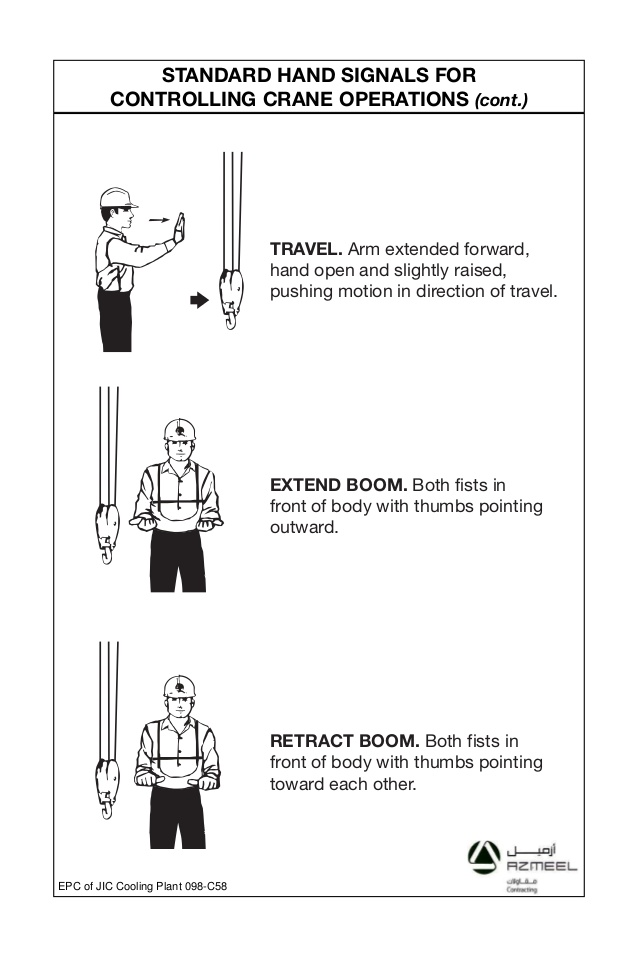 STANDARD HAND SIGNALS FOR
CONTROLLING CRANE OPERATIONS (cont.)
TRAVEL. Arm extended forward,
hand open and slightly raised,
pushing motion in direction of travel.
EXTEND BOOM. Both fists in
front of body with thumbs pointing
outward.
RETRACT BOOM. Both fists in
front of body with thumbs pointing
toward each other.
أزميل
AZMEEL
مقاولات
Contracting
EPC of JIC Cooling Plant 098-C58